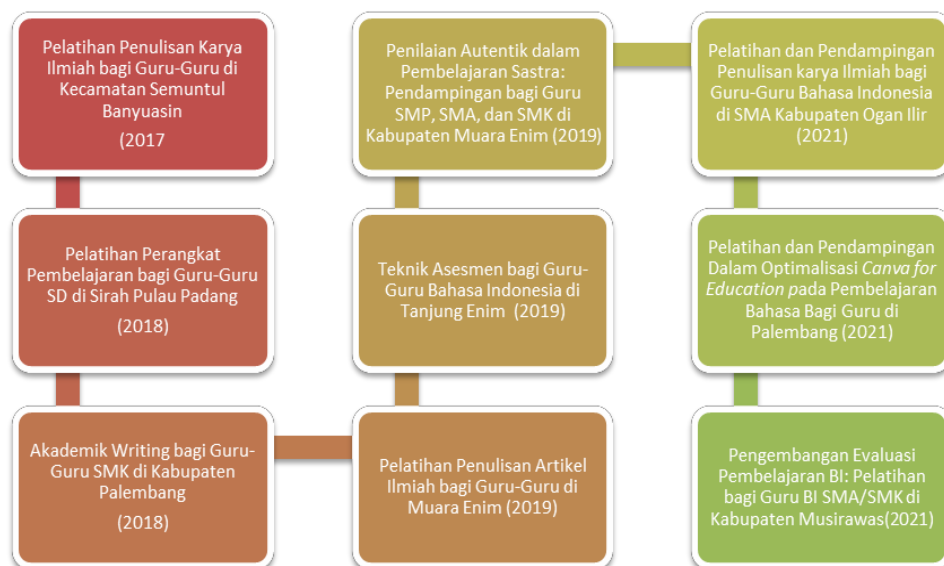 Pelatihan Penulisan Karya
Ilmiah bagi Guru-Guru di
Kecamatan Semuntul
Banyuasin
(2017
Pelatihan Perangkat
Pembelajaran bagi Guru-Guru
SD di Sirah Pulau Padang
(2018)
Akademik Writing bagi Guru-
Guru SMK di Kabupaten
Palembang
(2018)
Pelatihan Penulisan Artikel
Ilmiah bagi Guru-Guru di
Muara Enim (2019)
Teknik Asesmen bagi Guru-
Guru Bahasa Indonesia di
Tanjung Enim (2019)
Penilaian Autentik dalam
Pembelajaran Sastra:
Pendampingan bagi Guru
SMP, SMA, dan SMK di
Kabupaten Muara Enim (2019)
Pelatihan dan Pendampingan
Penulisan karya Ilmiah bagi
Guru-Guru Bahasa Indonesia
di SMA Kabupaten Ogan Ilir
(2021)
Pelatihan dan Pendampingan
Dalam Optimalisasi Canva for
Education pada Pembelajaran
Bahasa Bagi Guru di
Palembang (2021)
Pengembangan Evaluasi
Pembelajaran BI: Pelatihan
bagi Guru BI SMA/SMK di
Kabupaten Musirawas(2021)